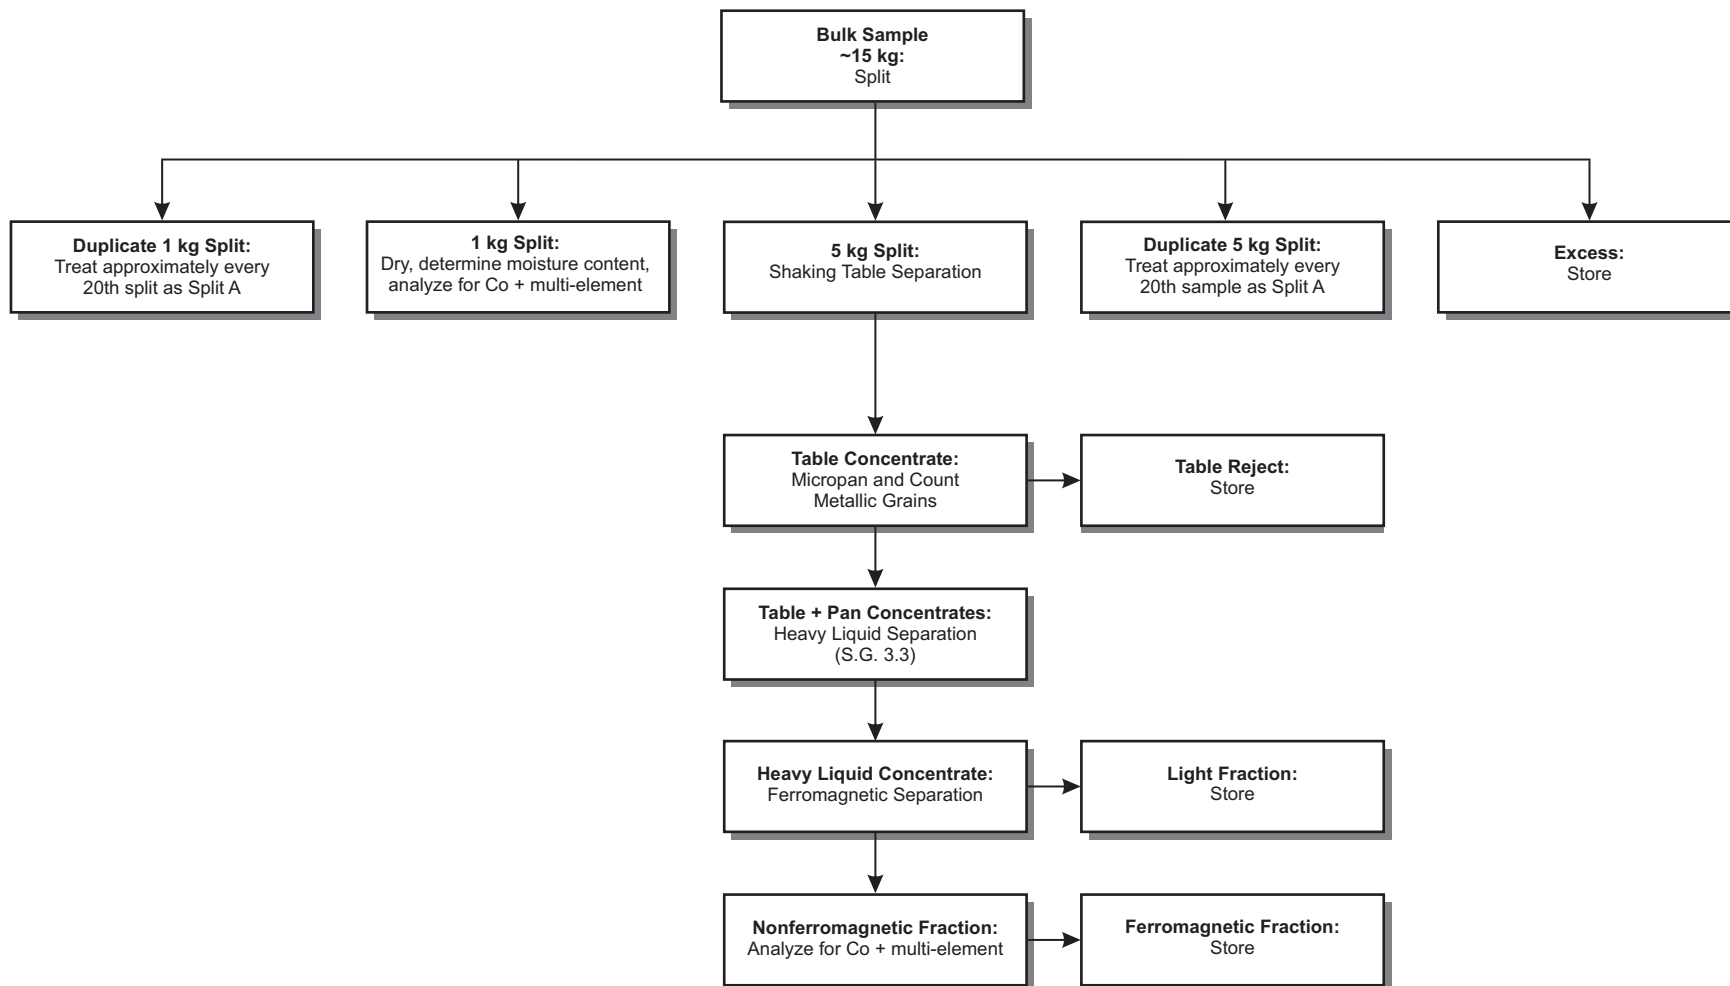 Bulk Sample
~15 kg:
Split
Duplicate 1 kg Split:
Treat approximately every
20th split as Split A
1 kg Split:
Dry, determine moisture content,
analyze for Co + multi-element
5 kg Split:
Shaking Table Separation
Duplicate 5 kg Split:
Treat approximately every
20th sample as Split A
Excess:
Store
Table Concentrate:
Micropan and Count
Metallic Grains
Table Reject:
Store
Table + Pan Concentrates:
Heavy Liquid Separation
(S.G. 3.3)
Heavy Liquid Concentrate:
Ferromagnetic Separation
Light Fraction:
Store
Nonferromagnetic Fraction:
Analyze for Co + multi-element
Ferromagnetic Fraction:
Store